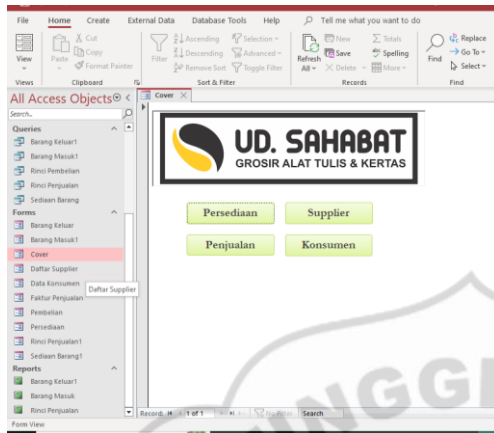 File Home Create External Data Database Tools Help Tell me what you want to do
View Paste Cut Copy Format Painter Filter Ascending Descending Remove Sort Selection Advanced Toggle Filter Refresh All New Save Delete Totals Spelling More Find Replace Go To Select
Views Clipboard Sort & Filter Records Find
All Access Objects
Search...
Queries
Barang Keluar1
Barang Masuk1
Rinci Pembelian
Rinci Penjualan
Sediaan Barang
Forms
Barang Keluar
Barang Masuk1
Cover
Daftar Supplier
Data Konsumen
Daftar Supplier
Faktur Penjualan
Pembelian
Persediaan
Rinci Penjualan1
Sediaan Barang1
Reports
Barang Keluar1
Barang Masuk
Rinci Penjualan
Cover
UD. SAHABAT
GROSIR ALAT TULIS & KERTAS
Persediaan Supplier
Penjualan Konsumen
Record: 1 of 1 No Filter Search
Form View
TINGGI